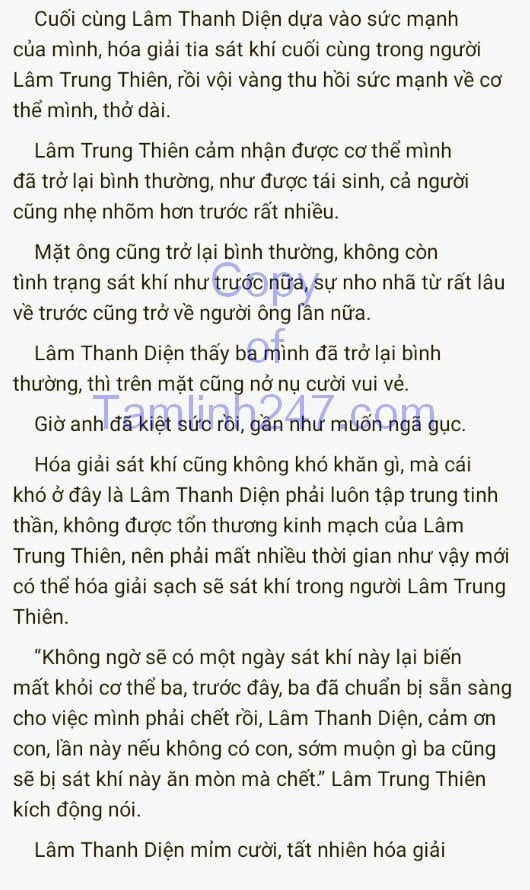 Cuối cùng Lâm Thanh Diện dựa vào sức mạnh
của mình, hóa giải tia sát khí cuối cùng trong người
Lâm Trung Thiên, rồi vội vàng thu hồi sức mạnh về cơ
thể mình, thở dài.
Lâm Trung Thiên cảm nhận được cơ thể mình
đã trở lại bình thường, như được tái sinh, cả người
cũng nhẹ nhõm hơn trước rất nhiều.
Mặt ông cũng trở lại bình thường, không còn
tình trạng sát khí như trước nữa, sự nho nhã từ rất lâu
về trước cũng trở về người ông lần nữa.
Lâm Thanh Diện thấy ba mình đã trở lại bình
thường, thì trên mặt cũng nở nụ cười vui vẻ.
Giờ anh đã kiệt sức rồi, gần như muốn ngã gục.
Hóa giải sát khí cũng không khó khăn gì, mà cái
khó ở đây là Lâm Thanh Diện phải luôn tập trung tinh
thần, không được tổn thương kinh mạch của Lâm
Trung Thiên, nên phải mất nhiều thời gian như vậy mới
có thể hóa giải sạch sẽ sát khí trong người Lâm Trung
Thiên.
“Không ngờ sẽ có một ngày sát khí này lại biến
mất khỏi cơ thể ba, trước đây, ba đã chuẩn bị sẵn sàng
cho việc mình phải chết rồi, Lâm Thanh Diện, cảm ơn
con, lần này nếu không có con, sớm muộn gì ba cũng
sẽ bị sát khí này ăn mòn mà chết.” Lâm Trung Thiên
kích động nói.
Lâm Thanh Diện mỉm cười, tất nhiên hóa giải
Copy
of
Tamlinh247.com